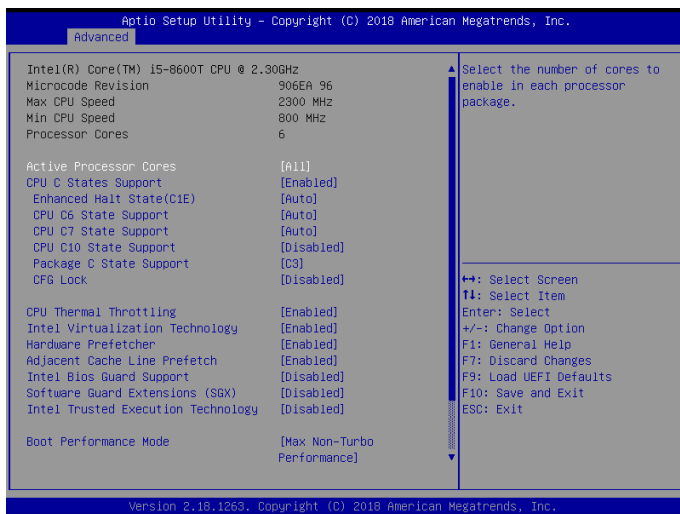 Aptio Setup Utility – Copyright (C) 2018 American Megatrends, Inc.
Advanced
Intel(R) Core(TM) i5-8600T CPU @ 2.30GHz
Microcode Revision 906EA 96
Max CPU Speed 2300 MHz
Min CPU Speed 800 MHz
Processor Cores 6
Active Processor Cores [All]
CPU C States Support [Enabled]
Enhanced Halt State(C1E) [Auto]
CPU C6 State Support [Auto]
CPU C7 State Support [Auto]
CPU C10 State Support [Disabled]
Package C State Support [C3]
CFG Lock [Disabled]
CPU Thermal Throttling [Enabled]
Intel Virtualization Technology [Enabled]
Hardware Prefetcher [Enabled]
Adjacent Cache Line Prefetch [Enabled]
Intel Bios Guard Support [Disabled]
Software Guard Extensions (SGX) [Disabled]
Intel Trusted Execution Technology [Disabled]
Boot Performance Mode [Max Non-Turbo
Performance]
Select the number of cores to
enable in each processor
package.
↔: Select Screen
↑↓: Select Item
Enter: Select
+/-: Change Option
F1: General Help
F7: Discard Changes
F9: Load UEFI Defaults
F10: Save and Exit
ESC: Exit
Version 2.18.1263. Copyright (C) 2018 American Megatrends, Inc.